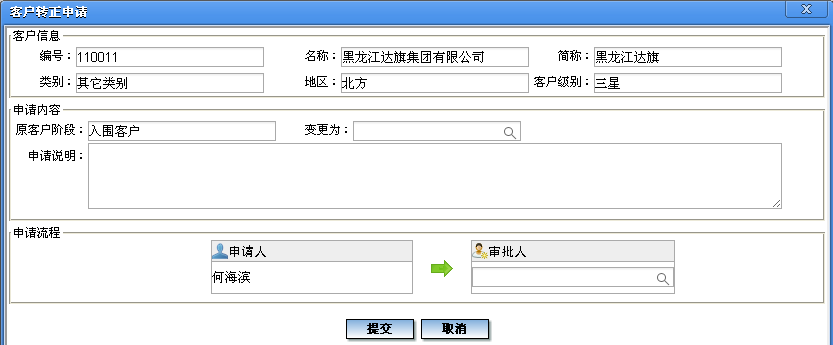 客户转正申请
客户信息
编号： 110011 名称： 黑龙江达旗集团有限公司 简称： 黑龙江达旗
类别： 其它类别 地区： 北方 客户级别： 三星
申请内容
原客户阶段： 入围客户 变更为：
申请说明：
申请流程
申请人 审批人
何海滨
提交 取消